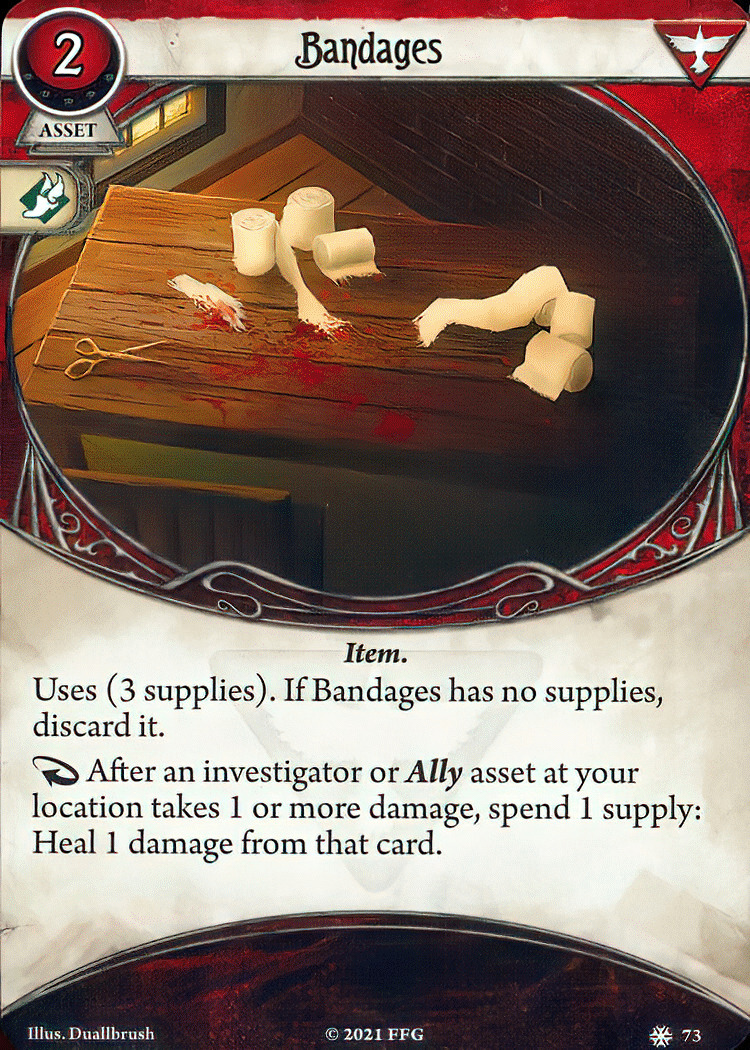 2
Bandages
ASSET
Item.
Uses (3 supplies). If Bandages has no supplies,
discard it.
After an investigator or Ally asset at your
location takes 1 or more damage, spend 1 supply:
Heal 1 damage from that card.
Illus. Duallbrush
© 2021 FFG
73